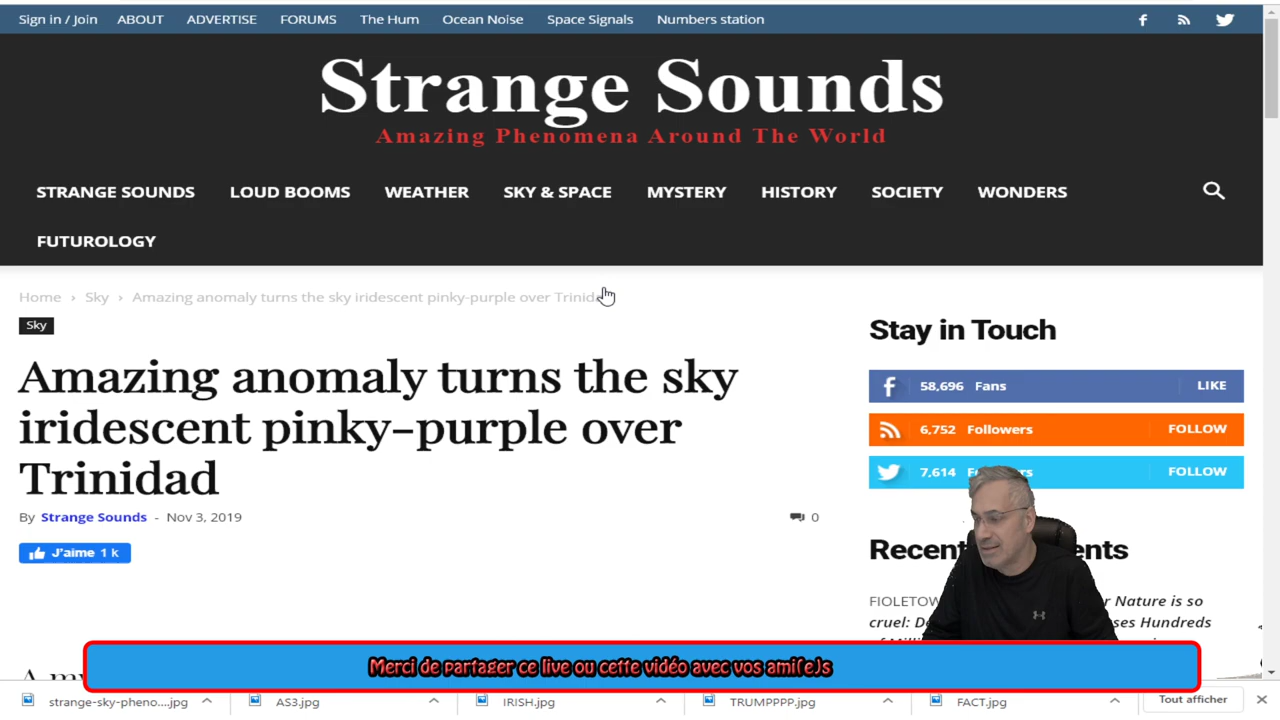 Sign in / Join ABOUT ADVERTISE FORUMS The Hum Ocean Noise Space Signals Numbers station
Strange Sounds
Amazing Phenomena Around The World
STRANGE SOUNDS LOUD BOOMS WEATHER SKY & SPACE MYSTERY HISTORY SOCIETY WONDERS
FUTUROLOGY
Home › Sky › Amazing anomaly turns the sky iridescent pinky-purple over
Sky
Amazing anomaly turns the sky
iridescent pinky-purple over
Trinidad
By Strange Sounds - Nov 3, 2019
0
J'aime 1 k
Stay in Touch
58,696 Fans LIKE
6,752 Followers FOLLOW
7,614 FOLLOW
Recent
Nature is so
cruel: Hundreds
Merci de partager ce live ou cette vidéo avec vos ami(e)s
strange-sky-pheno....jpg AS3.jpg IRISH.jpg TRUMPPPP.jpg FACT.jpg Tout afficher